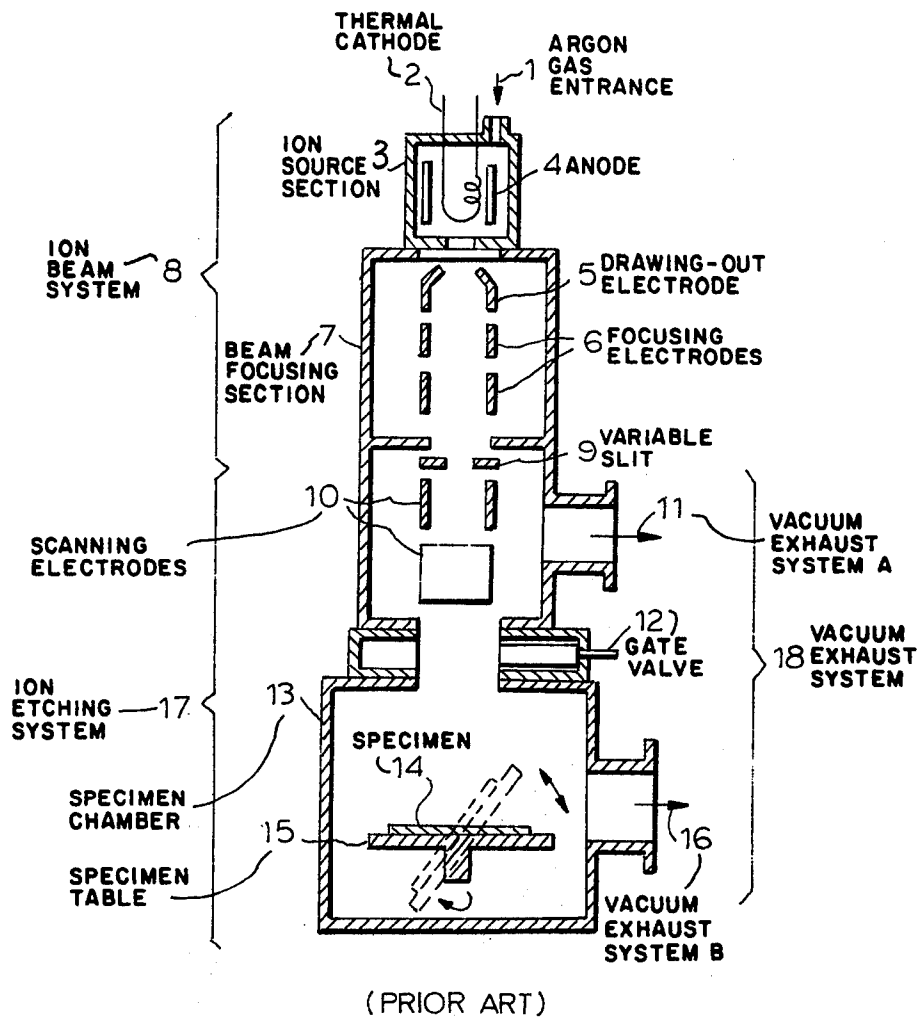 THERMAL
CATHODE
2
1
ARGON
GAS
ENTRANCE
ION
SOURCE
SECTION
3
4 ANODE
ION
BEAM
SYSTEM
8
5 DRAWING-OUT
ELECTRODE
7
BEAM
FOCUSING
SECTION
6 FOCUSING
ELECTRODES
9 VARIABLE
SLIT
10
SCANNING
ELECTRODES
11
VACUUM
EXHAUST
SYSTEM A
12)
GATE
VALVE
18 VACUUM
EXHAUST
SYSTEM
ION
ETCHING
SYSTEM
17
13
SPECIMEN
14
SPECIMEN
CHAMBER
15
SPECIMEN
TABLE
16
VACUUM
EXHAUST
SYSTEM B
(PRIOR ART)